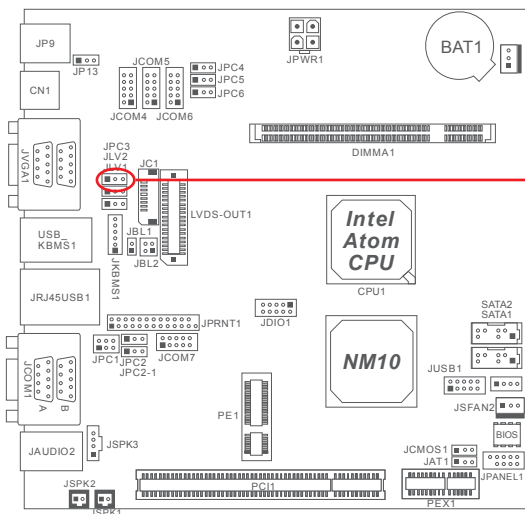 JP9
JP13
CN1
JCOM5
JCOM4
JCOM6
JPC4
JPC5
JPC6
JPWR1
BAT1
DIMMA1
JVGA1
JPC3
JLV2
JLV1
JC1
LVDS-OUT1
USB_
KBMS1
JKBMS1
JBL1
JBL2
Intel
Atom
CPU
CPU1
JRJ45USB1
JPRNT1
JDIO1
SATA2
SATA1
NM10
JCOM1
A
B
JPC1
JPC2
JPC2-1
JCOM7
JUSB1
JSFAN2
PE1
BIOS
JAUDIO2
JSPK3
JCMOS1
JAT1
JPANEL1
JSPK2
JSPK1
PCI1
PEX1